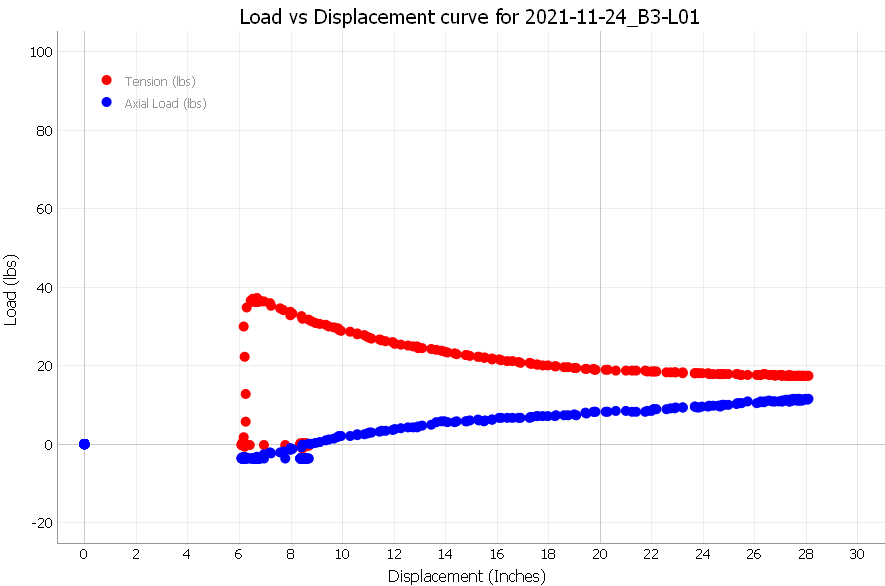 Load vs Displacement curve for 2021-11-24_B3-L01
100
Tension (lbs)
Axial Load (lbs)
80
60
40
20
0
-20
Load (lbs)
0 2 4 6 8 10 12 14 16 18 20 22 24 26 28 30
Displacement (Inches)